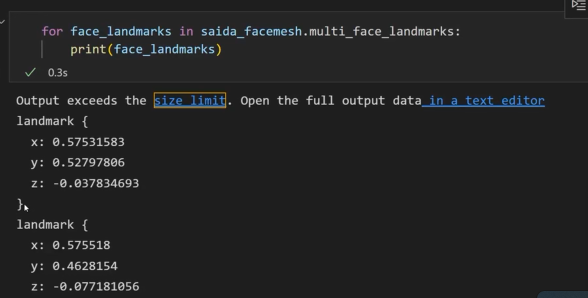 for face_landmarks in saida_facemesh.multi_face_landmarks:
    print(face_landmarks)
0.3s
Output exceeds the size limit. Open the full output data in a text editor
landmark {
  x: 0.57531583
  y: 0.52797806
  z: -0.037834693
}
landmark {
  x: 0.575518
  y: 0.4628154
  z: -0.077181056